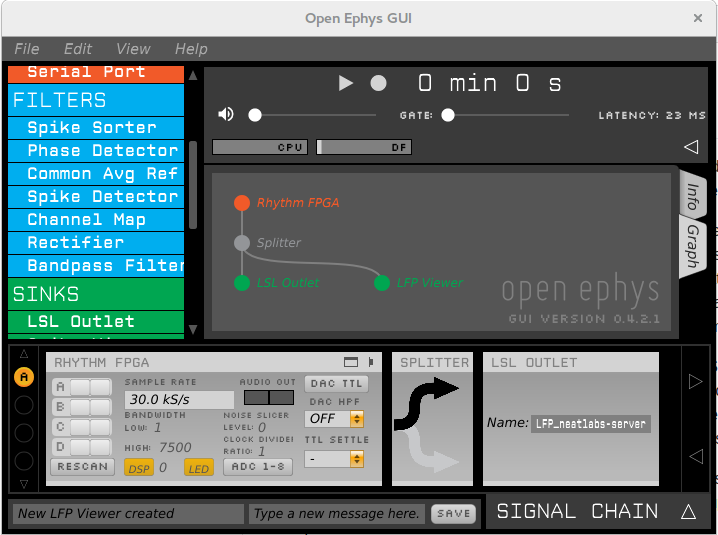 Open Ephys GUI
File Edit View Help
Serial Port
FILTERS
Spike Sorter
Phase Detector
Common Avg Ref
Spike Detector
Channel Map
Rectifier
Bandpass Filter
SINKS
LSL Outlet
0 min 0 s
GATE:
LATENCY: 23 MS
CPU
DF
Rhythm FPGA
Splitter
LSL Outlet
LFP Viewer
open ephys
GUI VERSION 0.4.2.1
Info
Graph
A
RHYTHM FPGA
A
B
C
D
RESCAN
SAMPLE RATE
30.0 kS/s
BANDWIDTH
LOW: 1
HIGH: 7500
DSP 0
AUDIO OUT
NOISE SLICER
LEVEL: 0
CLOCK DIVIDER
RATIO: 1
LED
ADC 1-8
DAC TTL
DAC HPF
OFF
TTL SETTLE
-
SPLITTER
LSL OUTLET
Name: LFP_neatlabs-server
New LFP Viewer created
Type a new message here.
SAVE
SIGNAL CHAIN